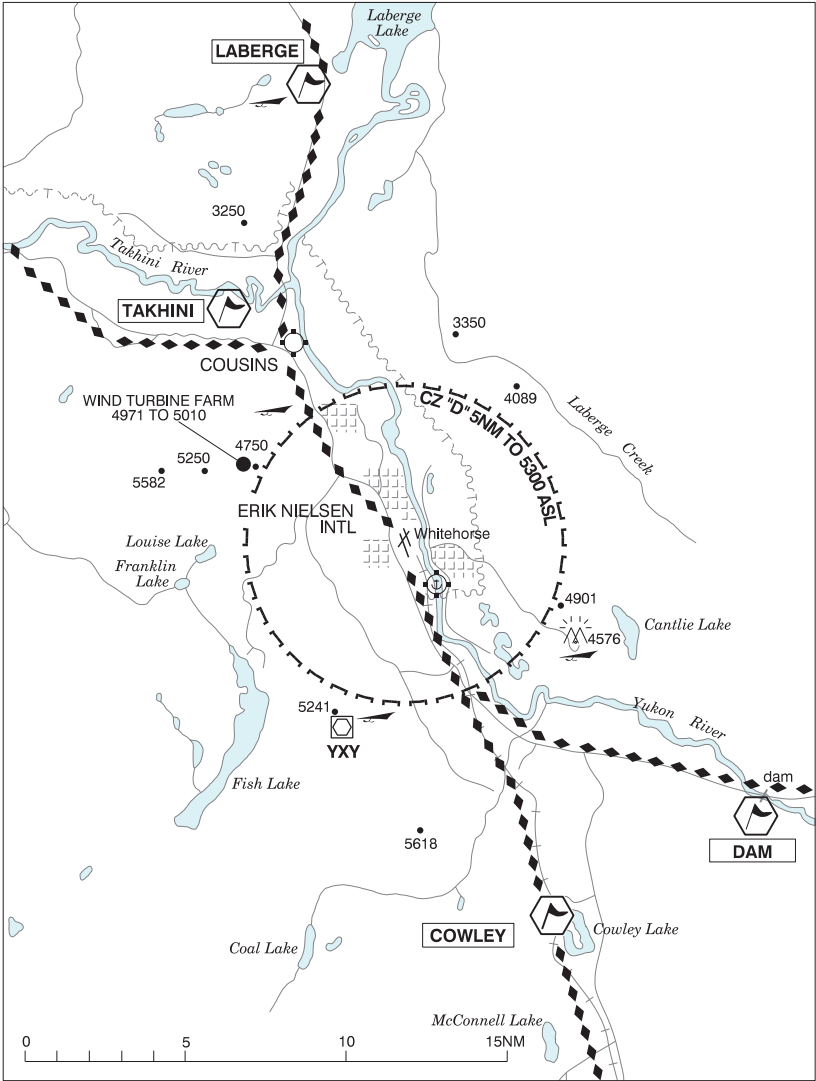 Laberge
Lake
LABERGE
3250
Takhini River
TAKHINI
3350
COUSINS
4089
WIND TURBINE FARM
4971 TO 5010
CZ "D" 5NM TO 5300 ASL
Laberge Creek
4750
5250
5582
ERIK NIELSEN
INTL
Whitehorse
Louise Lake
Franklin
Lake
4901
4576
Cantlie Lake
5241
YXY
Yukon River
Fish Lake
dam
DAM
5618
COWLEY
Cowley Lake
Coal Lake
McConnell Lake
0 5 10 15NM